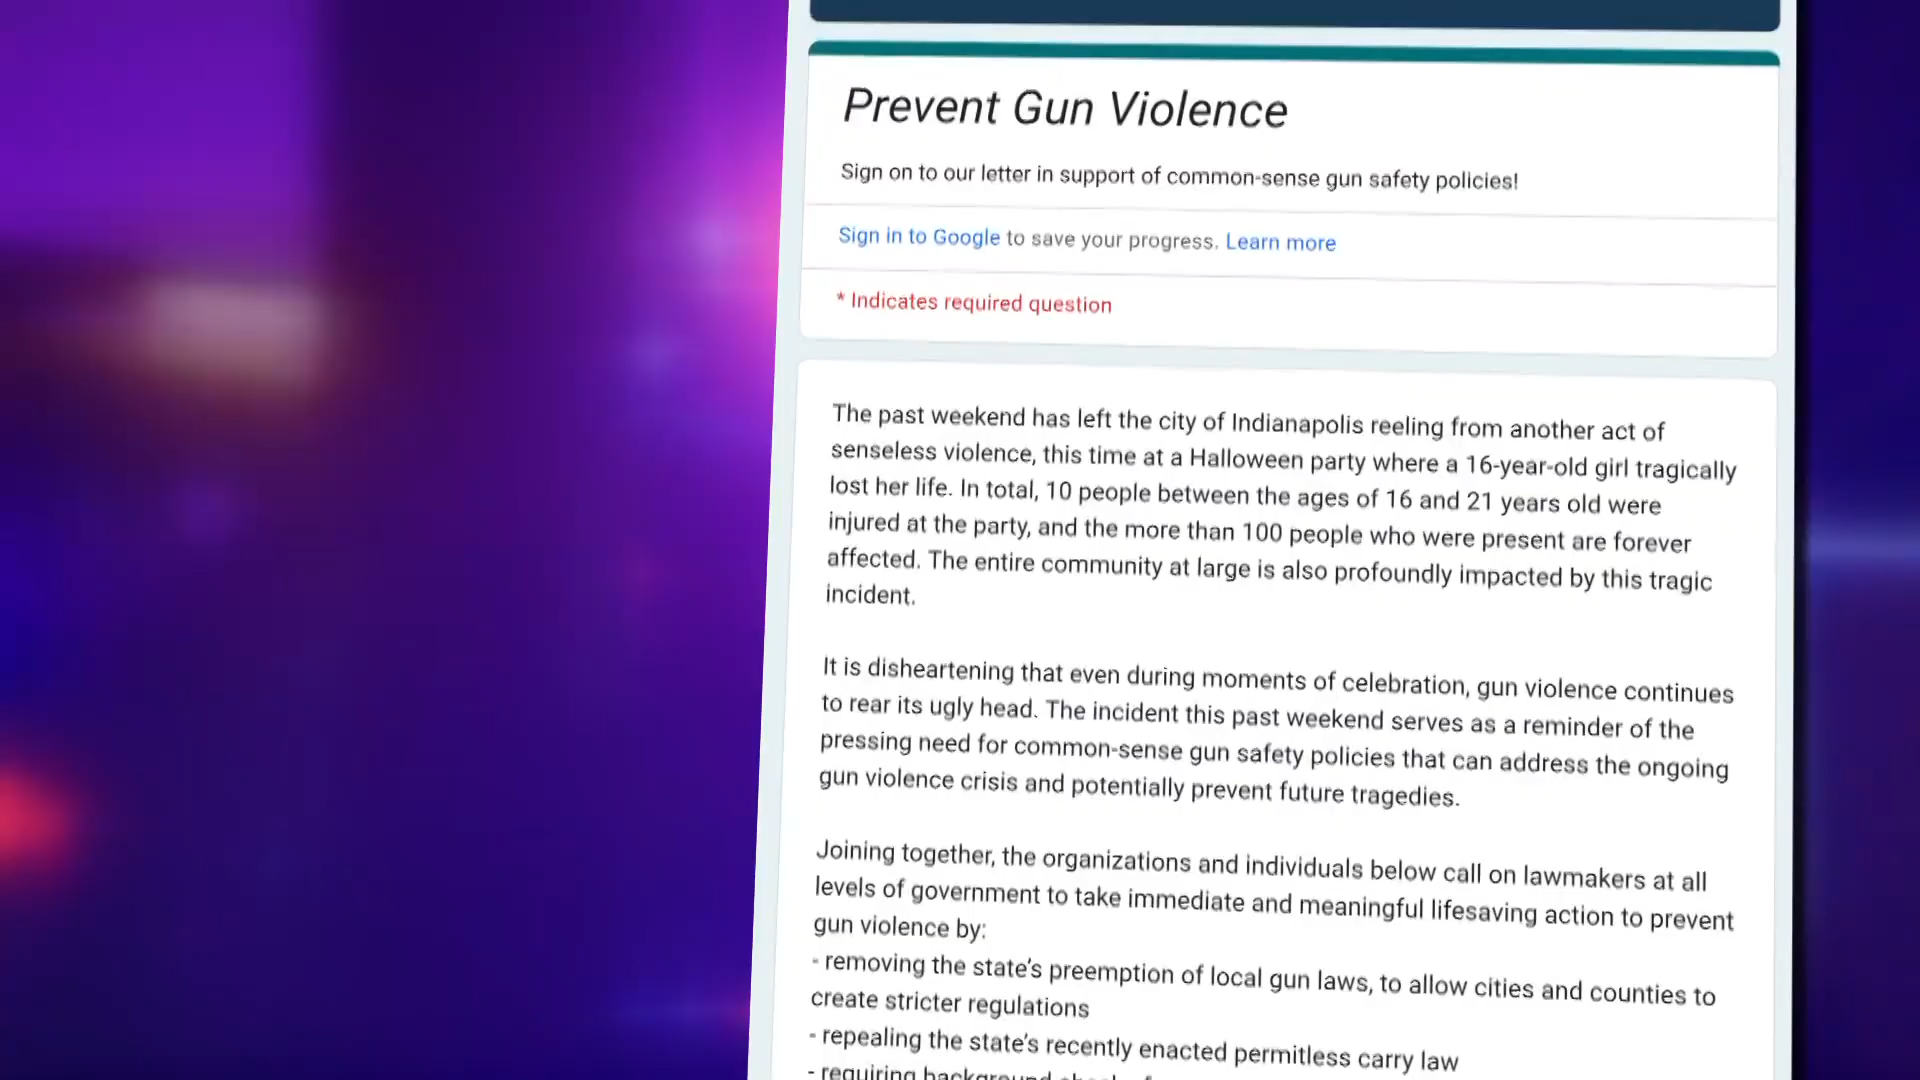 Prevent Gun Violence
Sign on to our letter in support of common-sense gun safety policies!
Sign in to Google to save your progress. Learn more
* Indicates required question
The past weekend has left the city of Indianapolis reeling from another act of
senseless violence, this time at a Halloween party where a 16-year-old girl tragically
lost her life. In total, 10 people between the ages of 16 and 21 years old were
injured at the party, and the more than 100 people who were present are forever
affected. The entire community at large is also profoundly impacted by this tragic
incident.
It is disheartening that even during moments of celebration, gun violence continues
to rear its ugly head. The incident this past weekend serves as a reminder of the
pressing need for common-sense gun safety policies that can address the ongoing
gun violence crisis and potentially prevent future tragedies.
Joining together, the organizations and individuals below call on lawmakers at all
levels of government to take immediate and meaningful lifesaving action to prevent
gun violence by:
- removing the state's preemption of local gun laws, to allow cities and counties to
create stricter regulations
- repealing the state's recently enacted permitless carry law
- requiring background